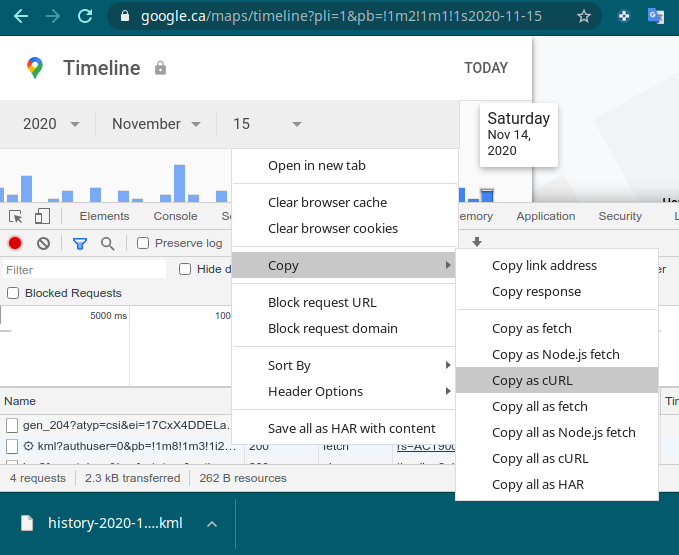 google.ca/maps/timeline?pli=1&pb=!1m2!1m1!1s2020-11-15
Timeline
TODAY
2020
November
15
Saturday
Nov 14,
2020
Open in new tab
Clear browser cache
Clear browser cookies
Copy
Block request URL
Block request domain
Sort By
Header Options
Save all as HAR with content
Copy link address
Copy response
Copy as fetch
Copy as Node.js fetch
Copy as cURL
Copy all as fetch
Copy all as Node.js fetch
Copy all as cURL
Copy all as HAR
Elements
Console
emory
Application
Security
Preserve log
Filter
Hide d
er
Blocked Requests
5000 ms
100
Name
Tin
gen_204?atyp=csi&ei=17CxX4DDELa...
kml?authuser=0&pb=!1m8!1m3!1i2...
200
fetch
4 requests
2.3 kB transferred
262 B resources
history-2020-1....kml